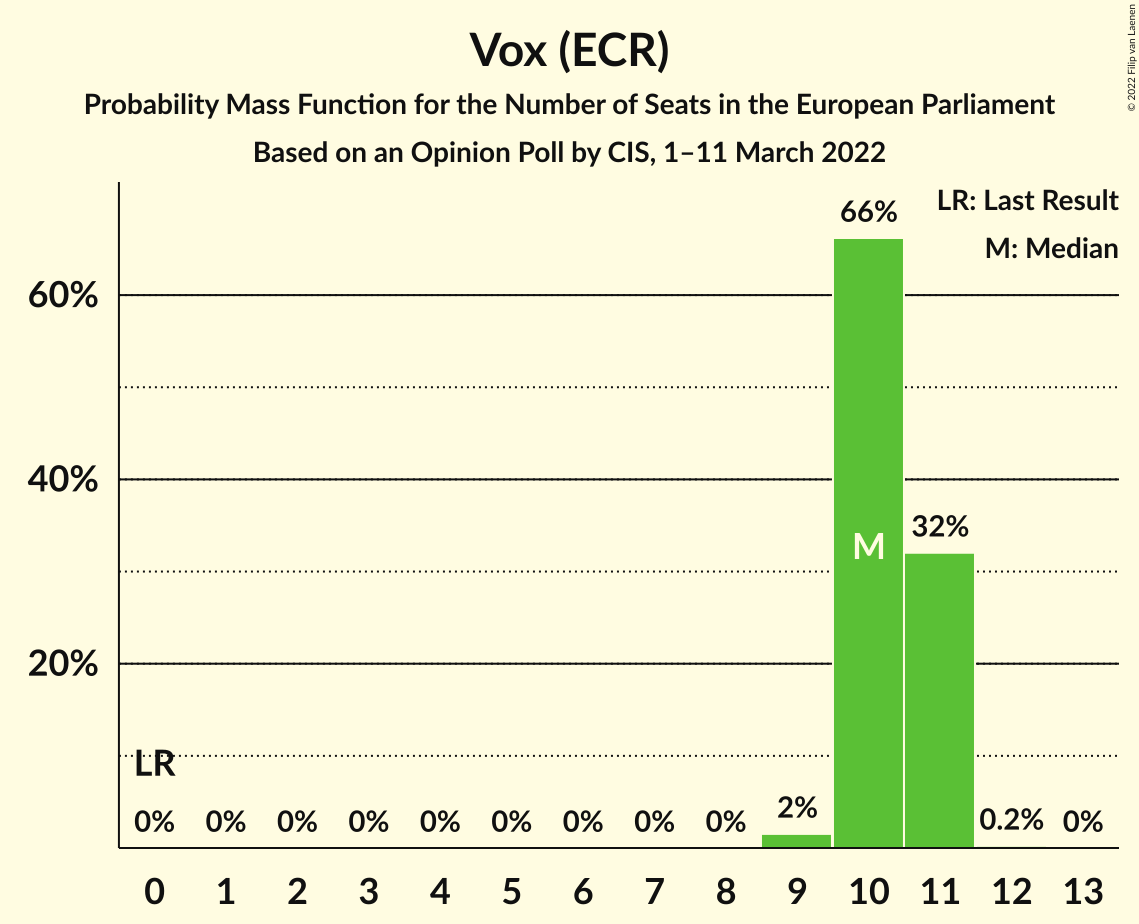 Vox (ECR)
Probability Mass Function for the Number of Seats in the European Parliament
Based on an Opinion Poll by CIS, 1–11 March 2022
© 2022 Filip van Laenen
LR: Last Result
M: Median
66%
60%
40%
32%
M
20%
LR
0% 0% 0% 0% 0% 0% 0% 0% 0% 2% 0.2% 0%
0 1 2 3 4 5 6 7 8 9 10 11 12 13